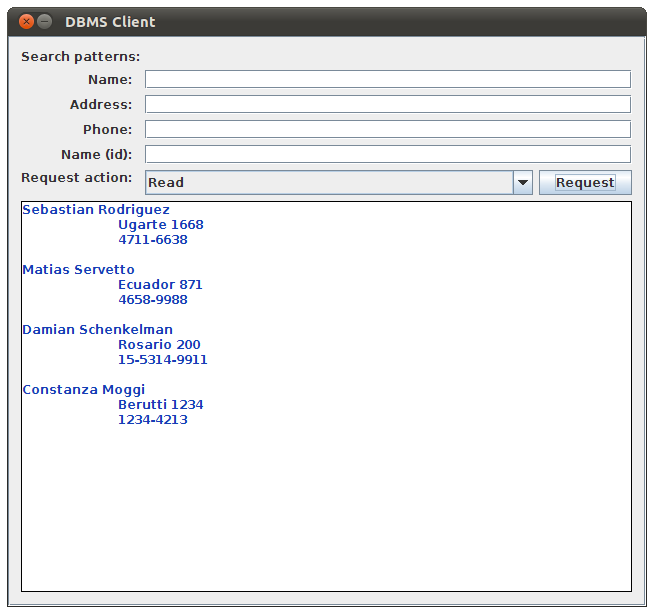 DBMS Client
Search patterns:
Name:
Address:
Phone:
Name (id):
Request action: Read Request
Sebastian Rodriguez
Ugarte 1668
4711-6638
Matias Servetto
Ecuador 871
4658-9988
Damian Schenkelman
Rosario 200
15-5314-9911
Constanza Moggi
Berutti 1234
1234-4213